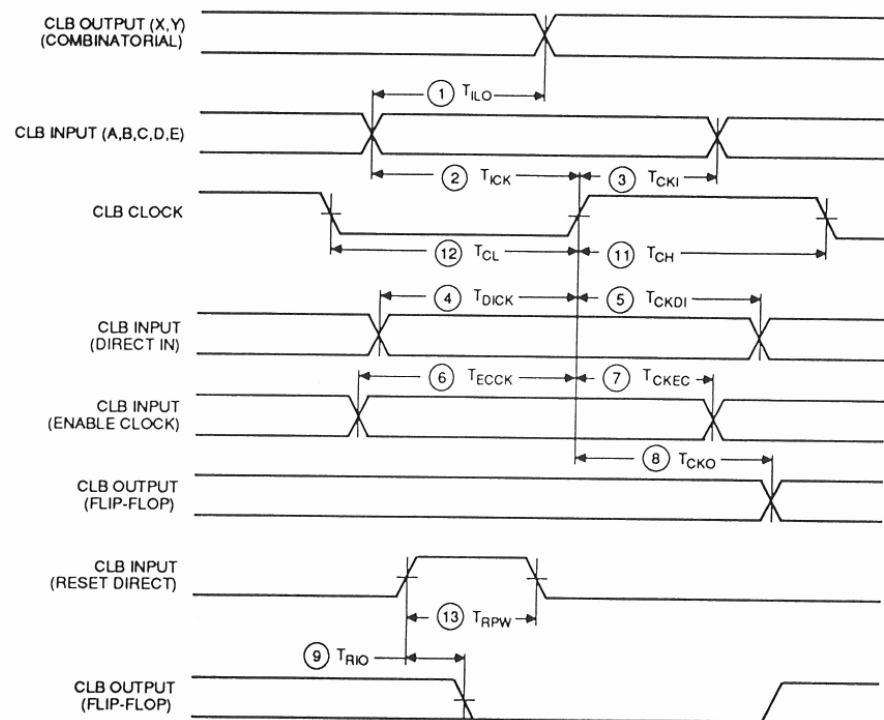 CLB OUTPUT (X,Y)
(COMBINATORIAL)
1 TILO
CLB INPUT (A,B,C,D,E)
2 TICK
3 TCKI
CLB CLOCK
12 TCL
11 TCH
4 TDICK
5 TCKDI
CLB INPUT
(DIRECT IN)
6 TECCK
7 TCKEC
CLB INPUT
(ENABLE CLOCK)
8 TCKO
CLB OUTPUT
(FLIP-FLOP)
CLB INPUT
(RESET DIRECT)
13 TRPW
9 TRIO
CLB OUTPUT
(FLIP-FLOP)